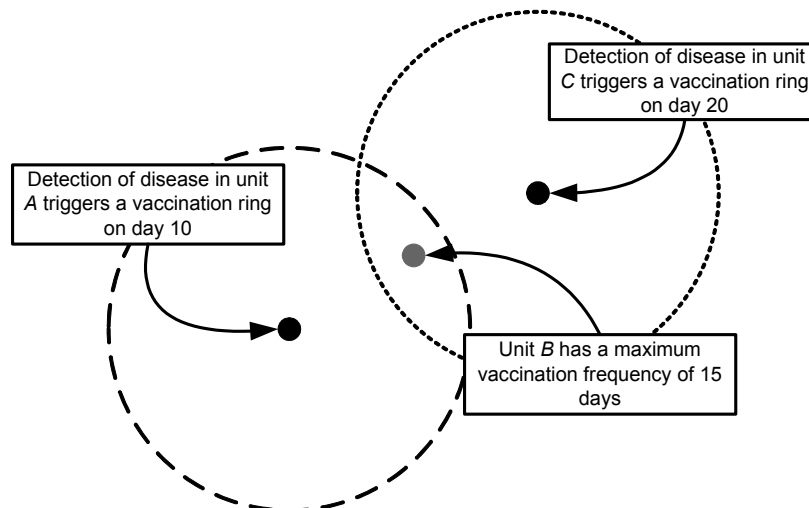 Detection of disease in unit
C triggers a vaccination ring
on day 20
Detection of disease in unit
A triggers a vaccination ring
on day 10
Unit B has a maximum
vaccination frequency of 15
days